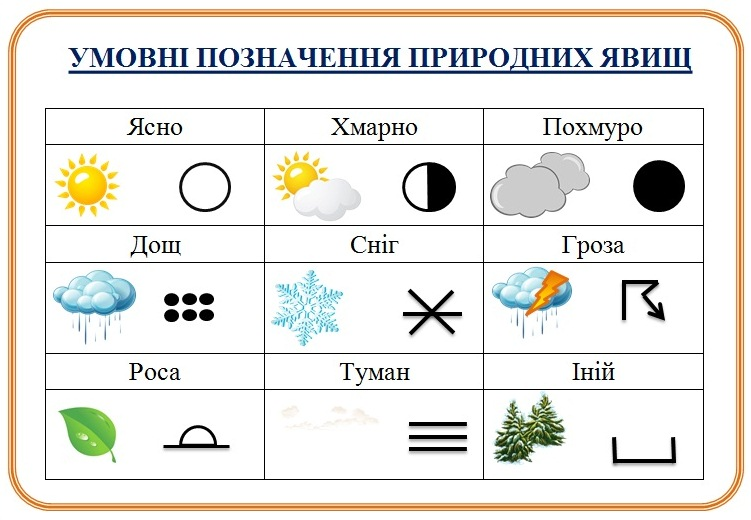 УМОВНІ ПОЗНАЧЕННЯ ПРИРОДНИХ ЯВИЩ
Ясно Хмарно Похмуро
Дощ Сніг Гроза
Роса Туман Іній